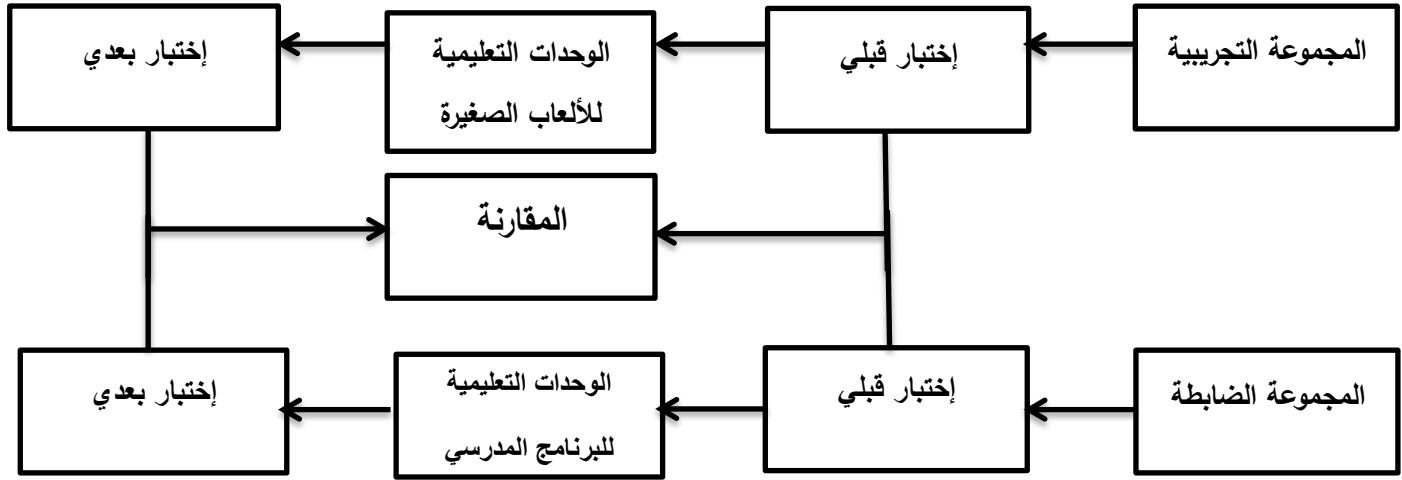 المجموعة التجريبية
إختبار قبلي
الوحدات التعليمية
للألعاب الصغيرة
إختبار بعدي
المقارنة
المجموعة الضابطة
إختبار قبلي
الوحدات التعليمية
للبرنامج المدرسي
إختبار بعدي